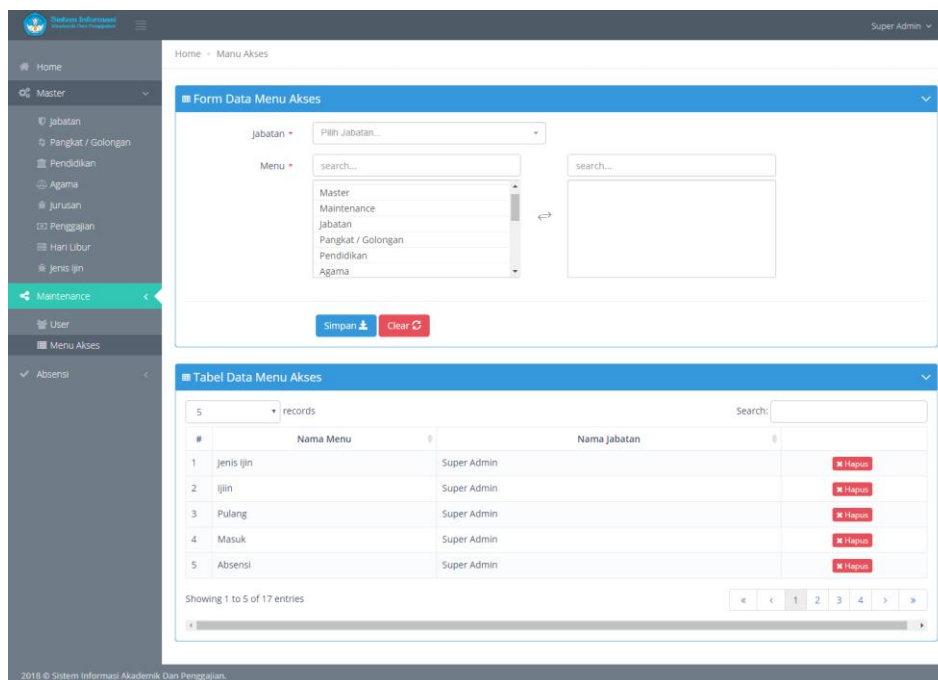 Sistem Informasi
Akademik Dan Penggajian
Super Admin
Home
Master
Jabatan
Pangkat / Golongan
Pendidikan
Agama
Jurusan
Penggajian
Hari Libur
Jenis Ijin
Maintenance
User
Menu Akses
Absensi
Home - Manu Akses
Form Data Menu Akses
Jabatan * Pilih Jabatan...
Menu * search... search...
Master
Maintenance
Jabatan
Pangkat / Golongan
Pendidikan
Agama
Simpan Clear
Tabel Data Menu Akses
5 records Search:
# Nama Menu Nama Jabatan
1 Jenis Ijin Super Admin Hapus
2 Ijiin Super Admin Hapus
3 Pulang Super Admin Hapus
4 Masuk Super Admin Hapus
5 Absensi Super Admin Hapus
Showing 1 to 5 of 17 entries « < 1 2 3 4 > »
2018 © Sistem Informasi Akademik Dan Penggajian.